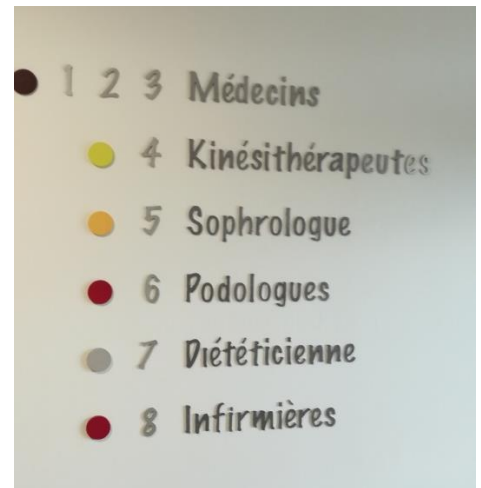 1 2 3 Médecins
4 Kinésithérapeutes
5 Sophrologue
6 Podologues
7 Diététicienne
8 Infirmières